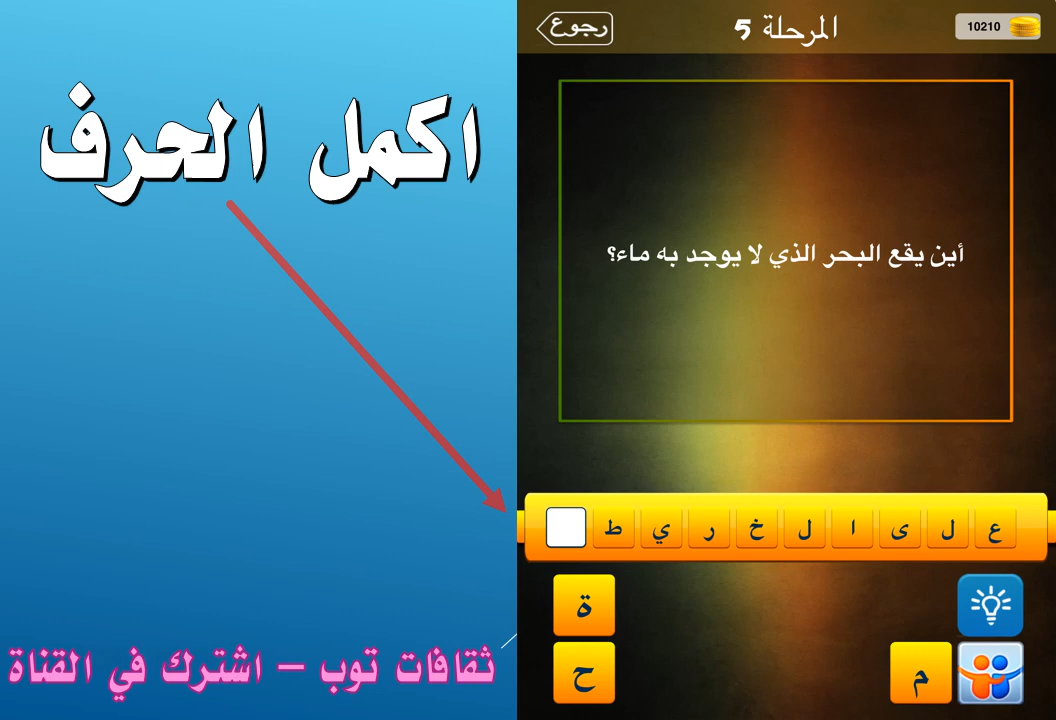 اكمل الحرف
ثقافات توب – اشترك في القناة
رجوع
المرحلة 5
10210
أين يقع البحر الذي لا يوجد به ماء؟
ع ل ى ا ل خ ر ي ط
ة
ح
م